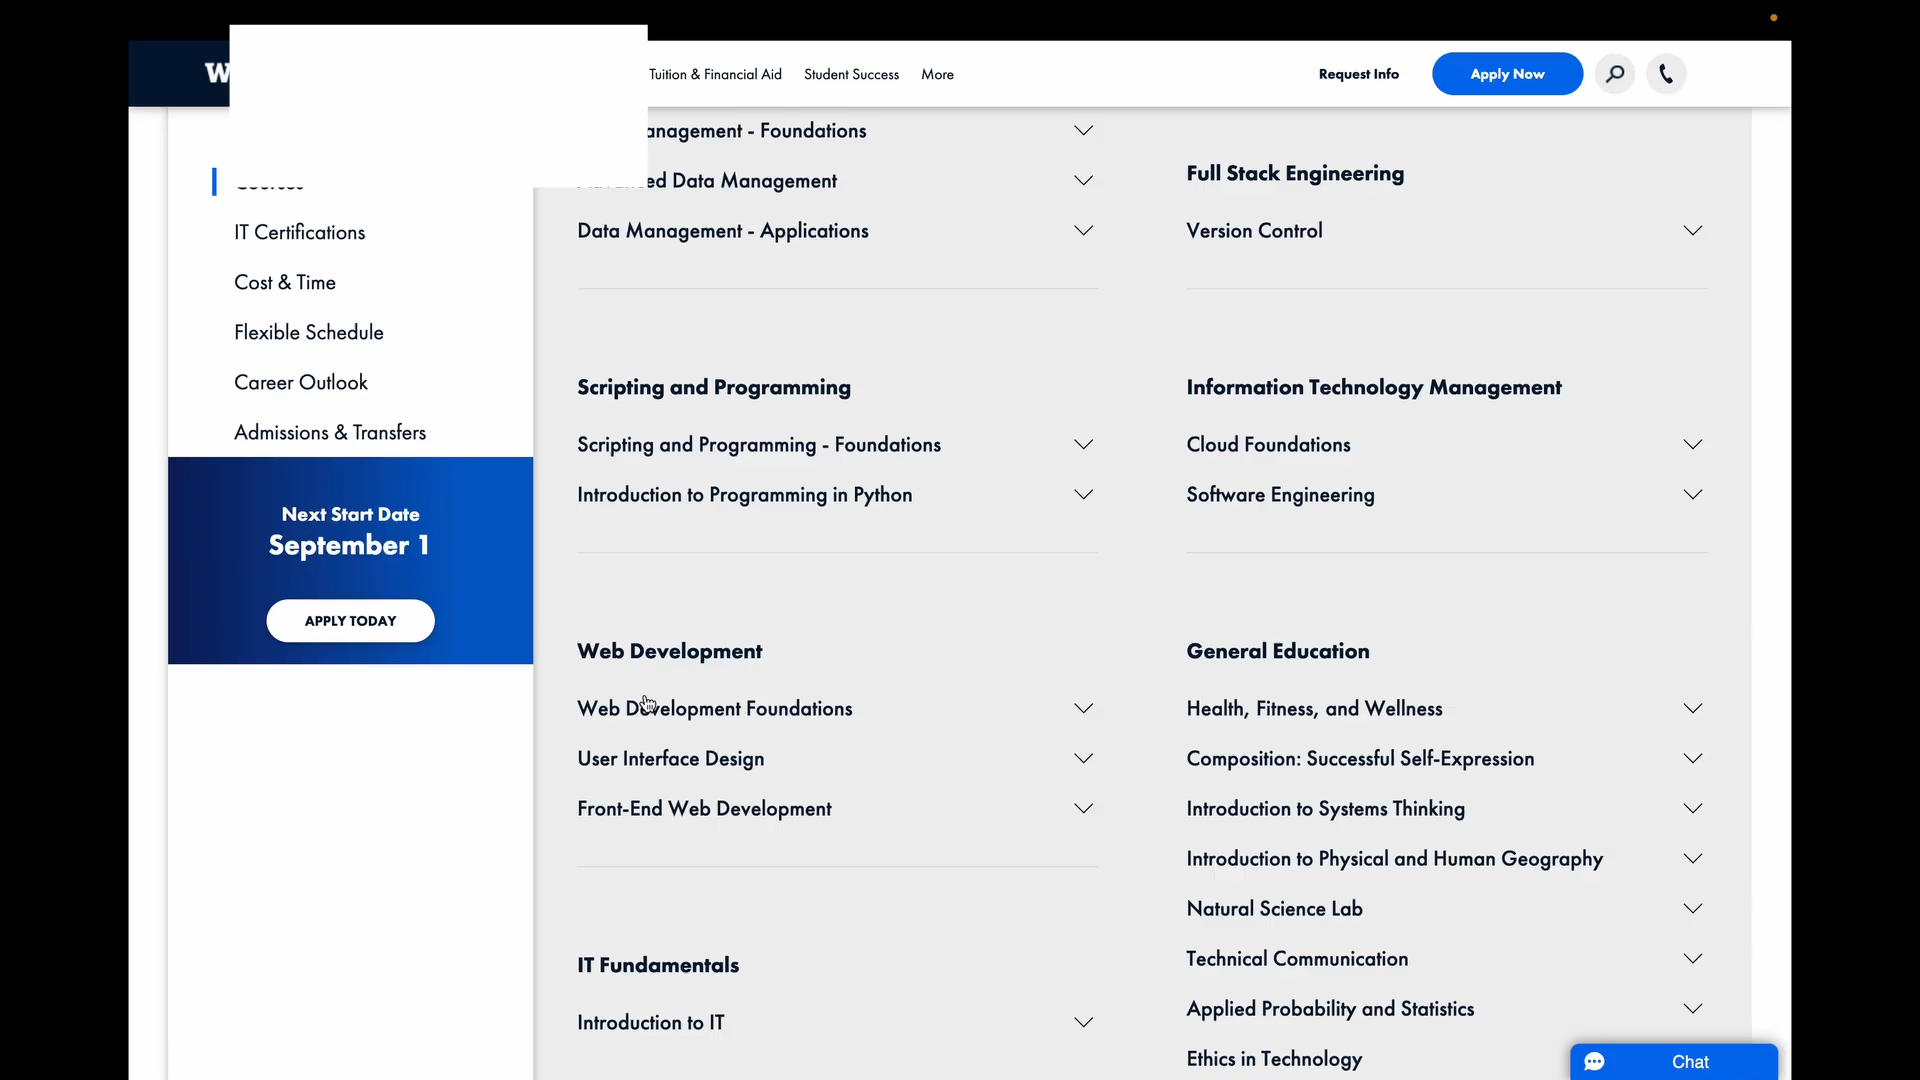 W
Tuition & Financial Aid
Student Success
More
Request Info
Apply Now
IT Certifications
Cost & Time
Flexible Schedule
Career Outlook
Admissions & Transfers
Next Start Date
September 1
APPLY TODAY
anagement - Foundations
Data Management
Data Management - Applications
Scripting and Programming
Scripting and Programming - Foundations
Introduction to Programming in Python
Web Development
Web Development Foundations
User Interface Design
Front-End Web Development
IT Fundamentals
Introduction to IT
Full Stack Engineering
Version Control
Information Technology Management
Cloud Foundations
Software Engineering
General Education
Health, Fitness, and Wellness
Composition: Successful Self-Expression
Introduction to Systems Thinking
Introduction to Physical and Human Geography
Natural Science Lab
Technical Communication
Applied Probability and Statistics
Ethics in Technology
Chat